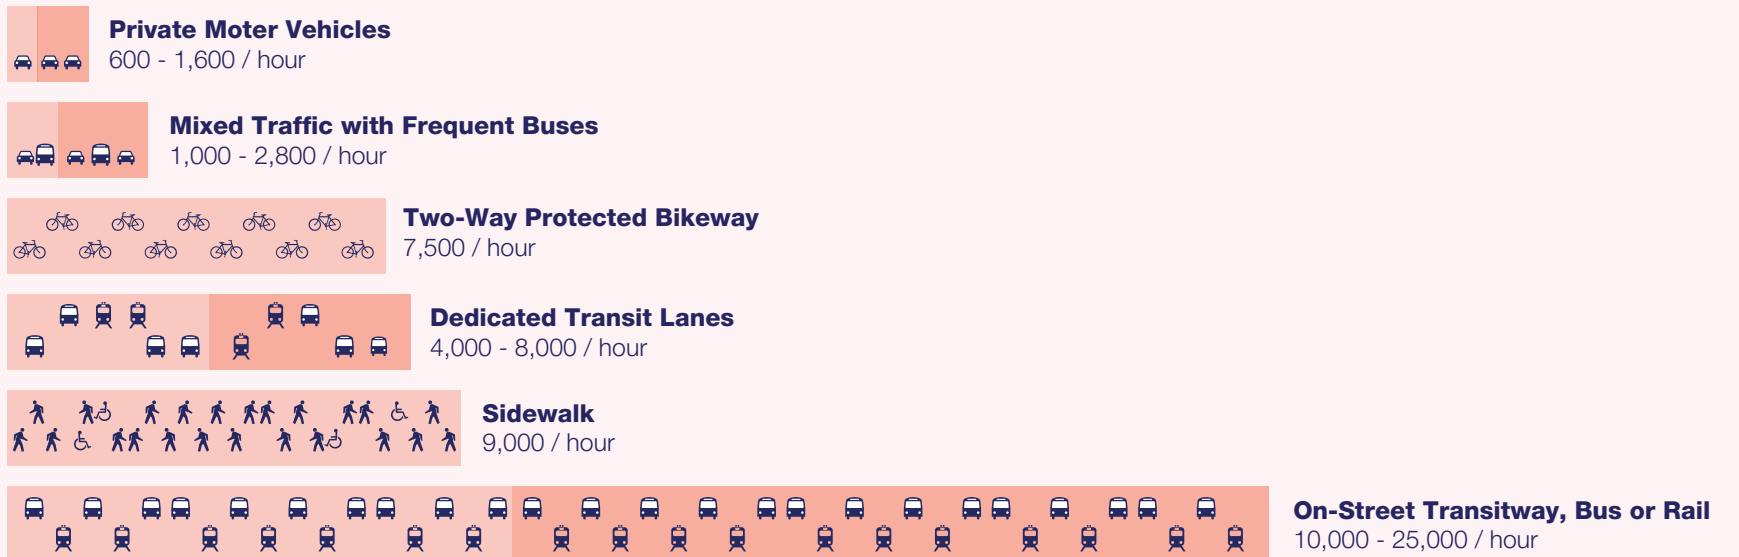 Private Moter Vehicles
600 - 1,600 / hour
Mixed Traffic with Frequent Buses
1,000 - 2,800 / hour
Two-Way Protected Bikeway
7,500 / hour
Dedicated Transit Lanes
4,000 - 8,000 / hour
Sidewalk
9,000 / hour
On-Street Transitway, Bus or Rail
10,000 - 25,000 / hour